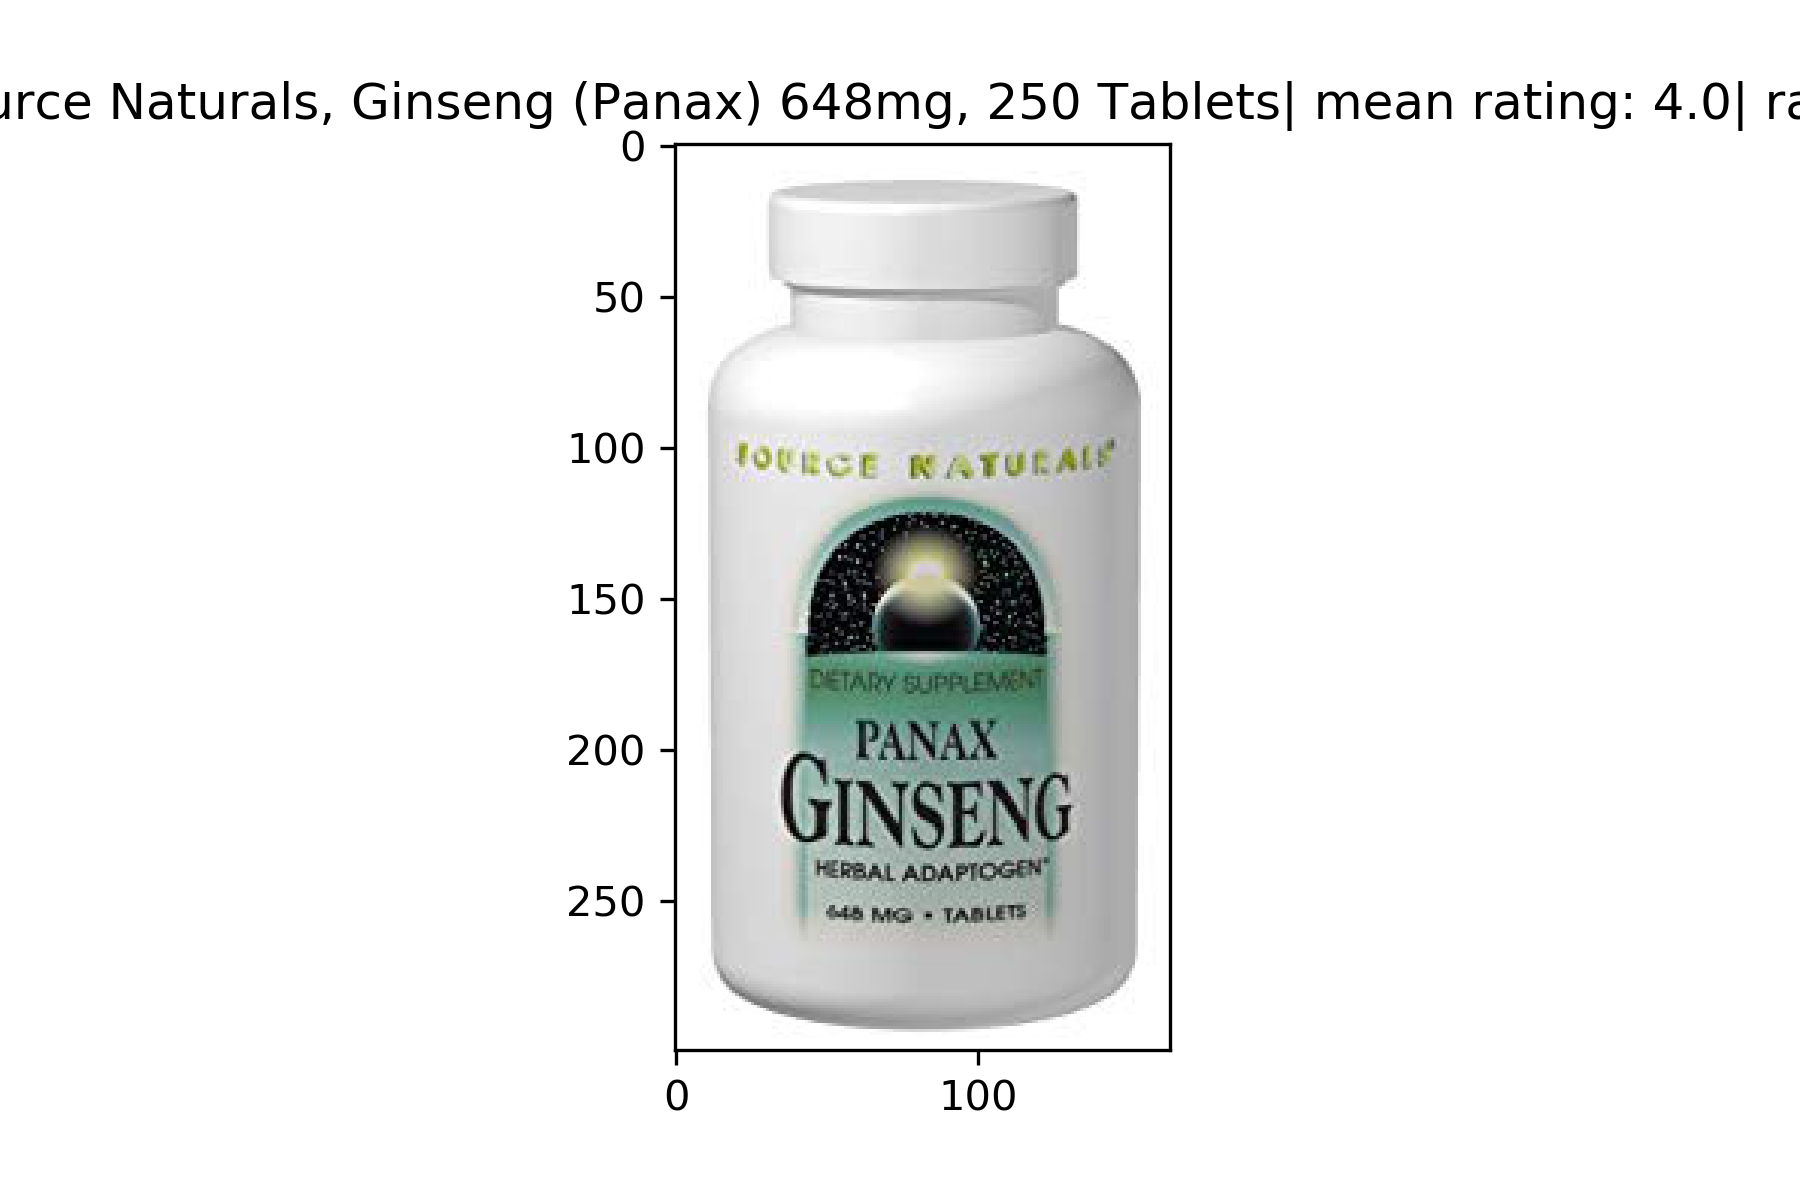 urce Naturals, Ginseng (Panax) 648mg, 250 Tablets| mean rating: 4.0| ra
0
50
100
150
200
250
SOURCE NATURALS®
DIETARY SUPPLEMENT
PANAX
GINSENG
HERBAL ADAPTOGEN*
648 MG • TABLETS
0 100